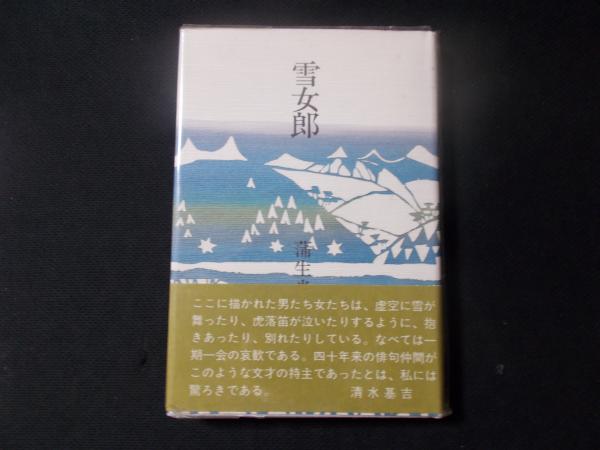 雪女郎
蒲生
ここに描かれた男たち女たちは、虚空に雪が
舞ったり、虎落笛が泣いたりするように、抱
きあったり、別れたりしている。なべては一
期一会の哀歓である。四十年来の俳句仲間が
このような文才の持主であったとは、私には
驚ろきである。 清水基吉